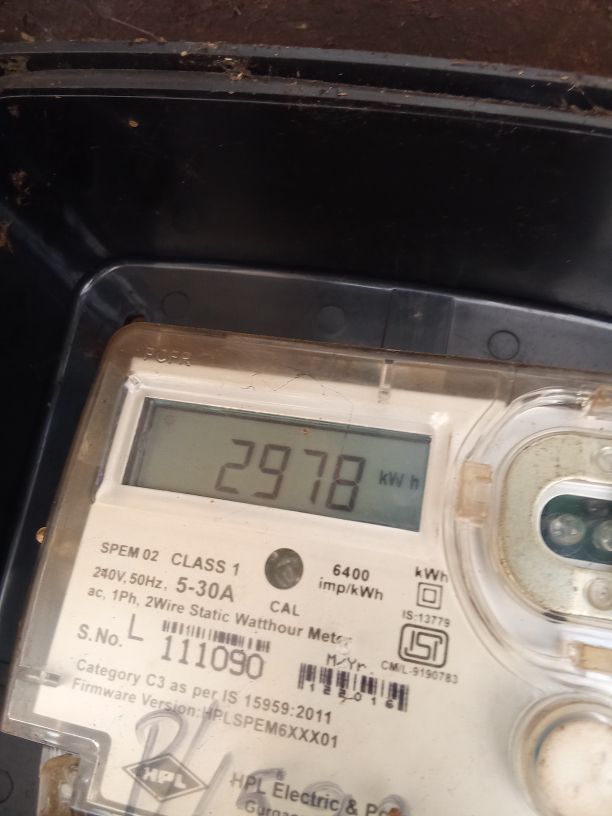 2978 kWh
SPEM 02 CLASS 1
240V, 50Hz, 5-30A
ac, 1Ph, 2Wire Static Watthour
CAL
6400
imp/kWh
kWh
IS:13779
ISI
CM/L-9190783
S.No. L 111090
M/Yr.
122016
Category C3 as per IS 15959:2011
Firmware Version:HPLSPEM6XXX01
HPL
HPL Electric &